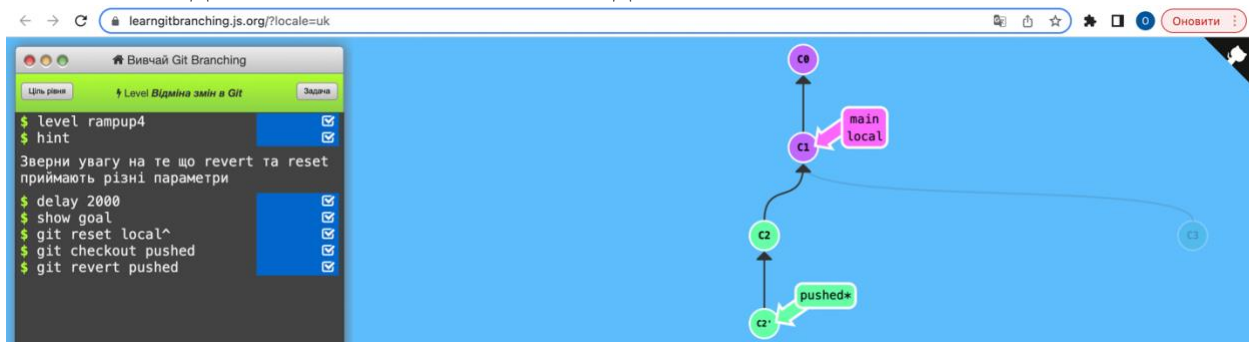 learngitbranching.js.org/?locale=uk
О
Оновити
Вивчай Git Branching
Ціль рівня
Level Відміна змін в Git
Задача
$ level rampup4
$ hint
Зверни увагу на те що revert та reset
приймають різні параметри
$ delay 2000
$ show goal
$ git reset local^
$ git checkout pushed
$ git revert pushed
C0
main
local
C1
C2
C3
pushed*
C2'